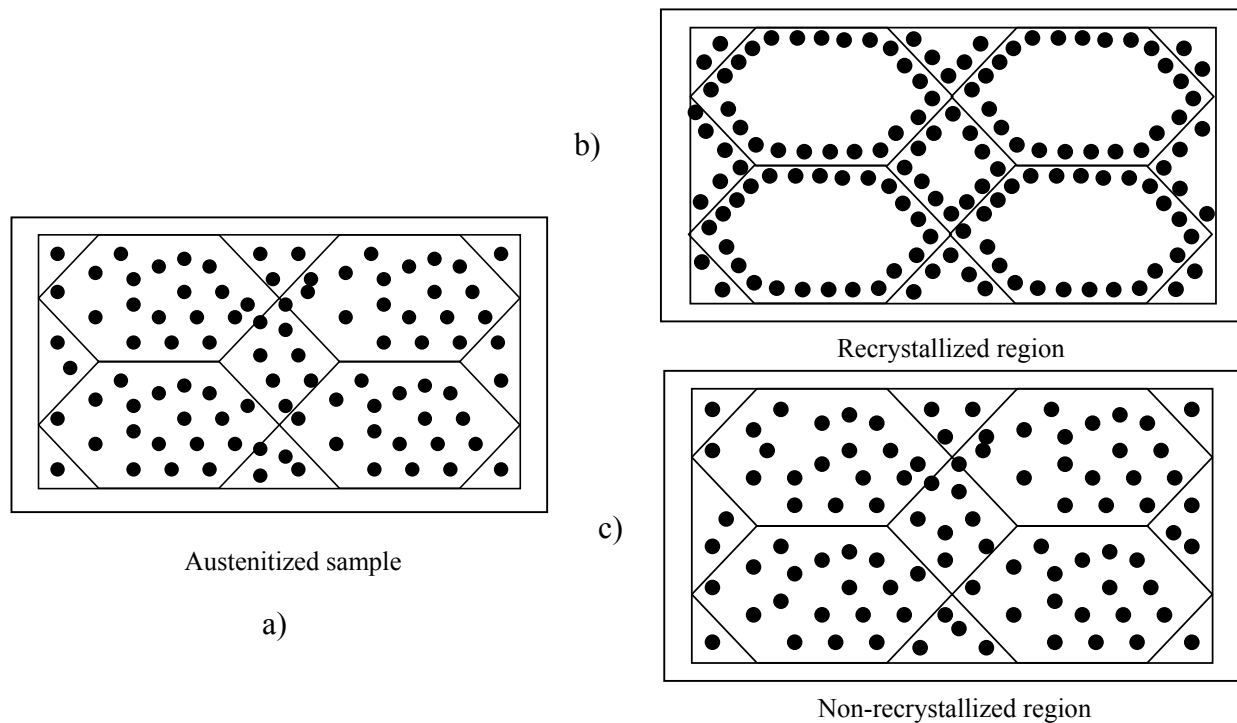 Austenitized sample
a)
b)
Recrystallized region
c)
Non-recrystallized region